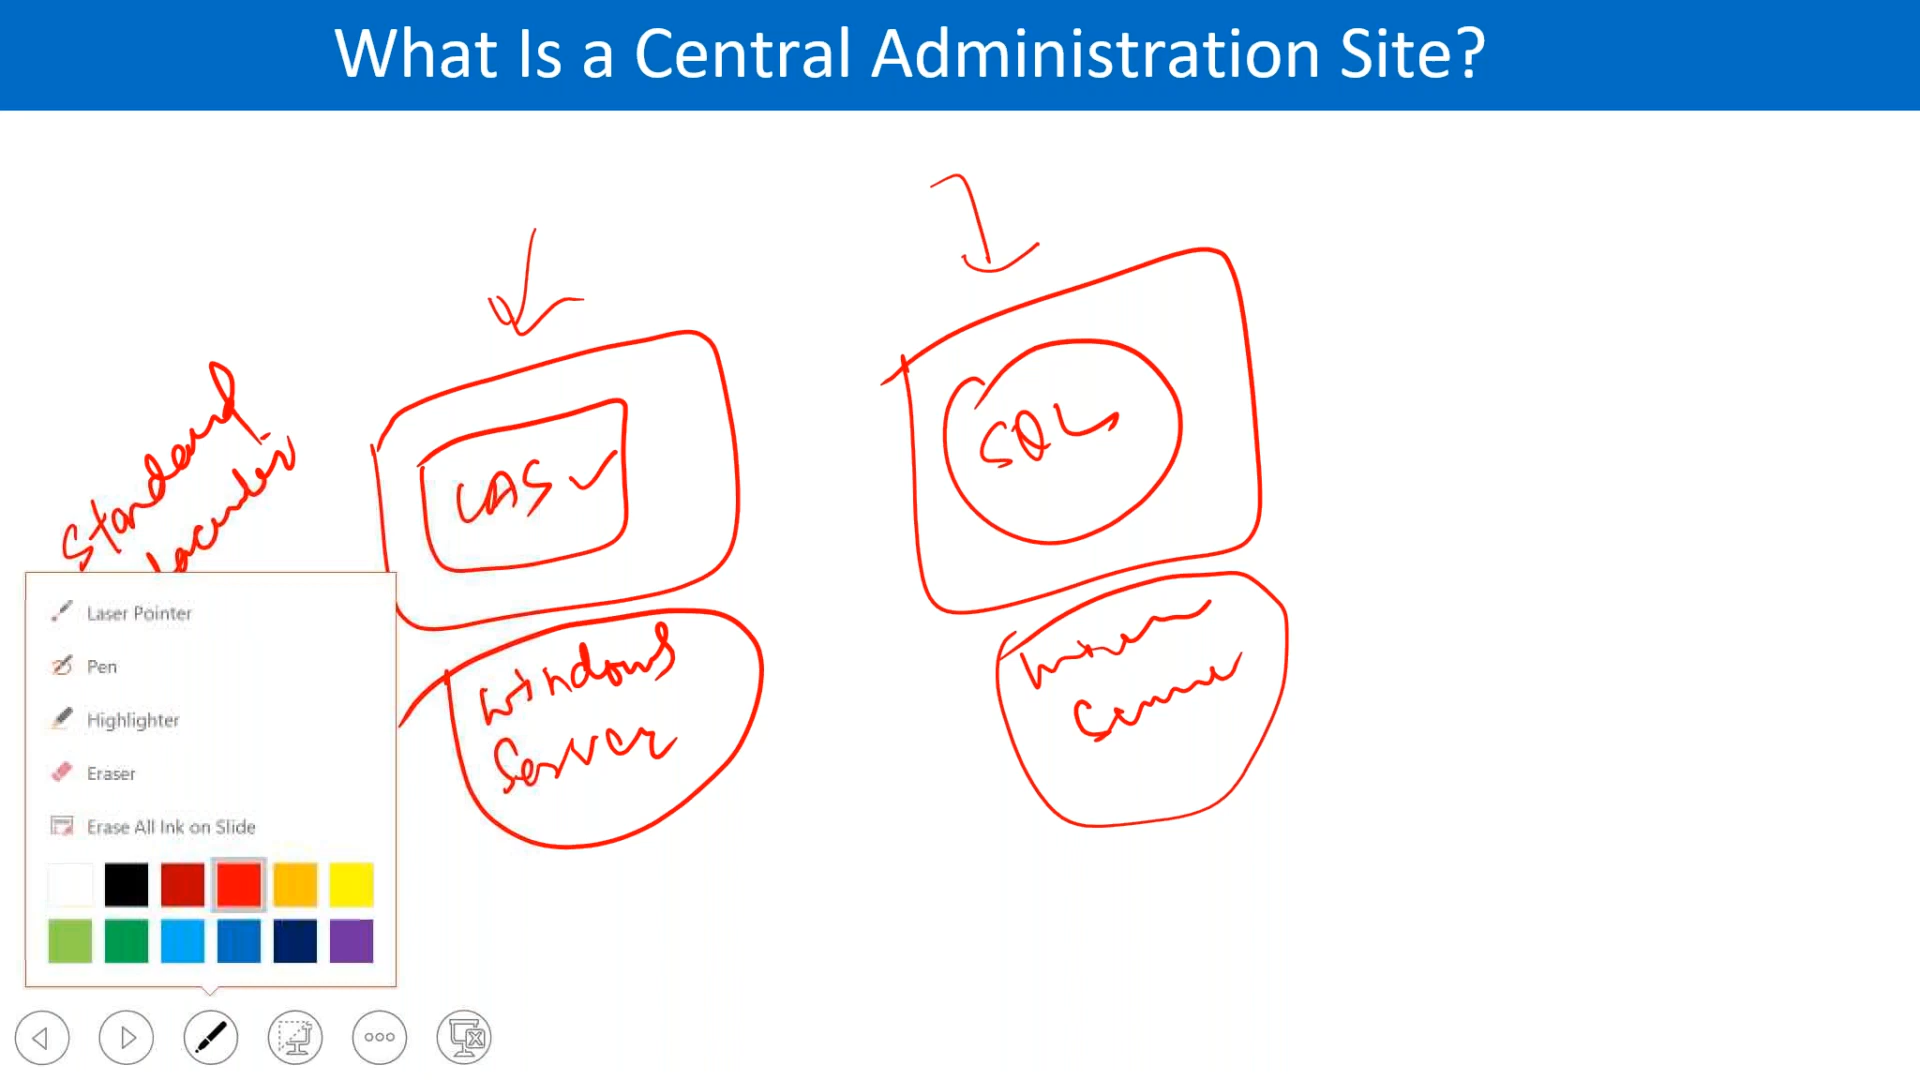 What Is a Central Administration Site?
Standard
CAS
SQL
Windows
Server
Laser Pointer
Pen
Highlighter
Eraser
Erase All Ink on Slide